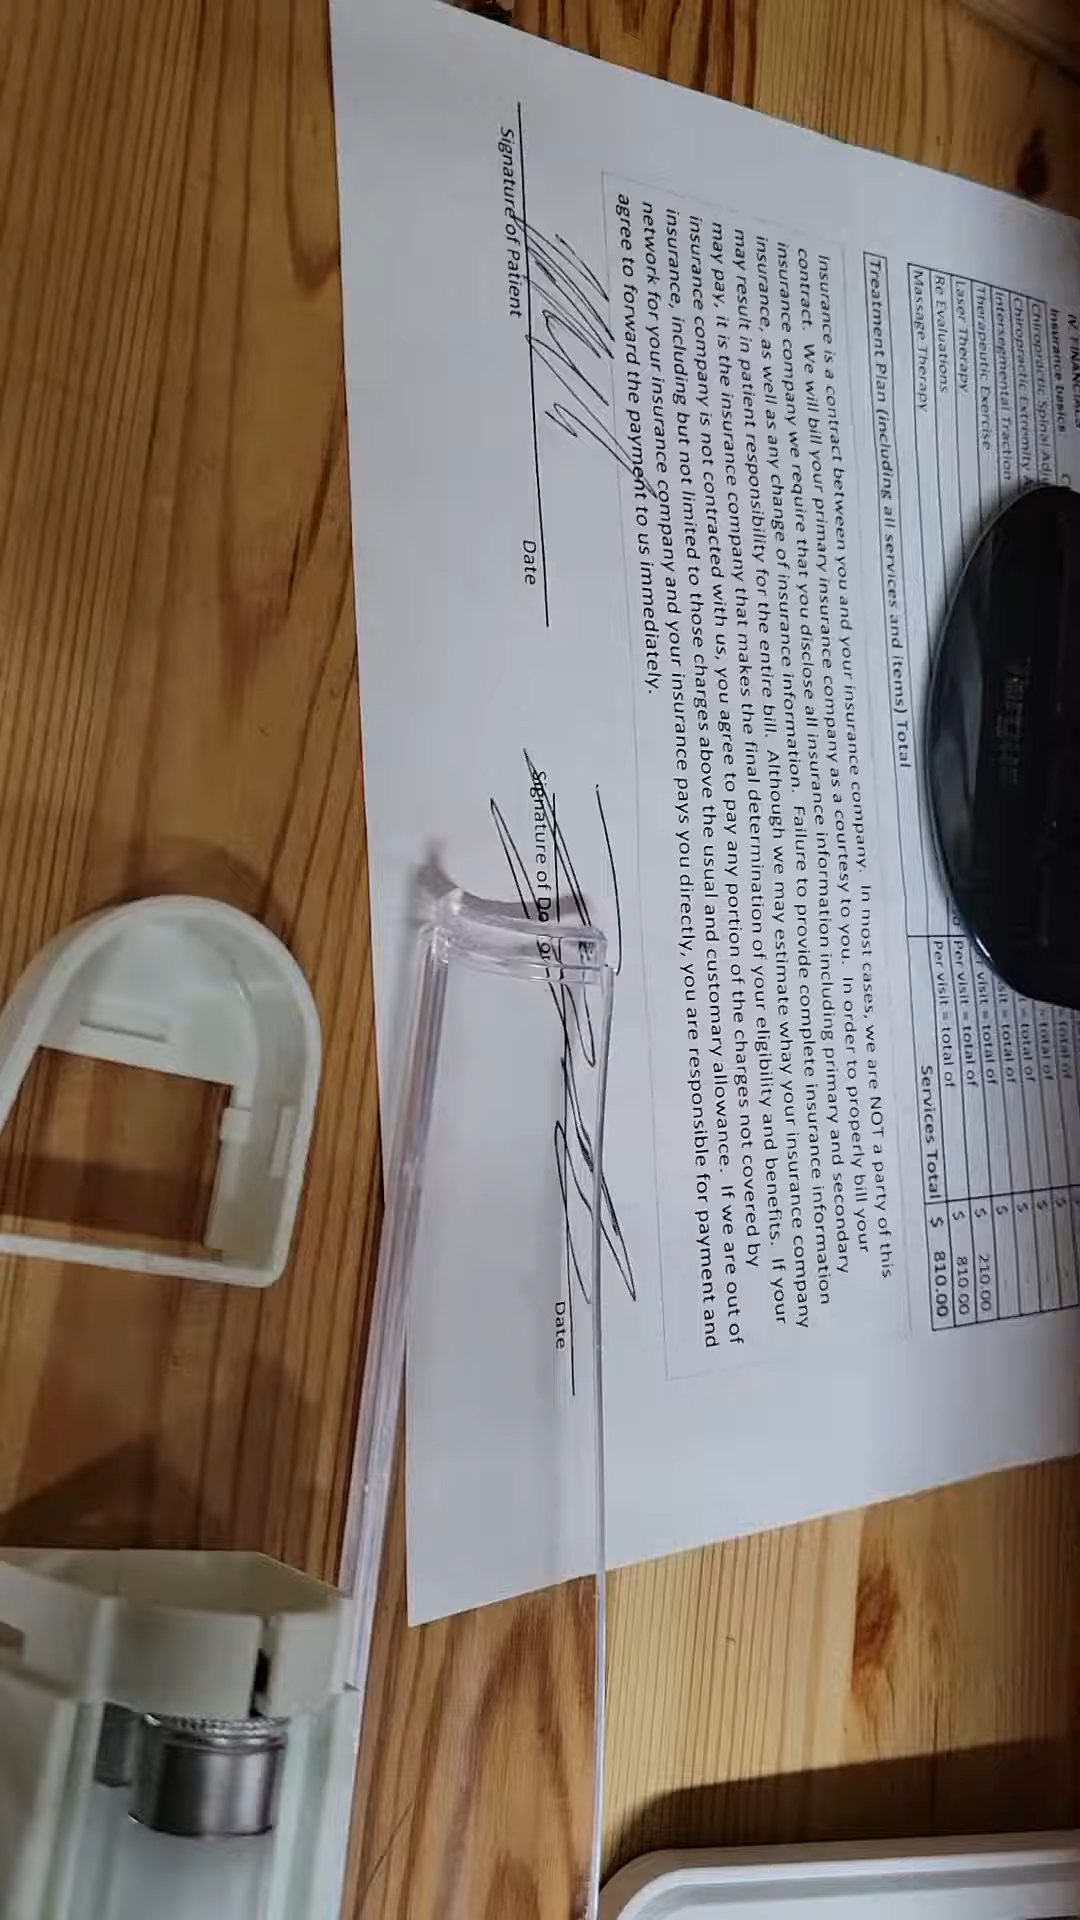 IV. FINANCIALS
Insurance basics:
Chiropractic Spinal Adju
Chiropractic Extremity A
Intersegmental Traction
Therapeutic Exercise
Laser Therapy
Re Evaluations
Massage Therapy
total of $
= total of $
= total of $
sit = total of $
r visit = total of $ 210.00
Per visit = total of $ 810.00
Per visit = total of
Services Total $ 810.00
Treatment Plan (including all services and items) Total
Insurance is a contract between you and your insurance company. In most cases, we are NOT a party of this
contract. We will bill your primary insurance company as a courtesy to you. In order to properly bill your
insurance company we require that you disclose all insurance information including primary and secondary
insurance, as well as any change of insurance information. Failure to provide complete insurance information
may result in patient responsibility for the entire bill. Although we may estimate whay your insurance company
may pay, it is the insurance company that makes the final determination of your eligibility and benefits. If your
insurance company is not contracted with us, you agree to pay any portion of the charges not covered by
insurance, including but not limited to those charges above the usual and customary allowance. If we are out of
network for your insurance company and your insurance pays you directly, you are responsible for payment and
agree to forward the payment to us immediately.
Signature of Patient Date Signature of Doctor Date